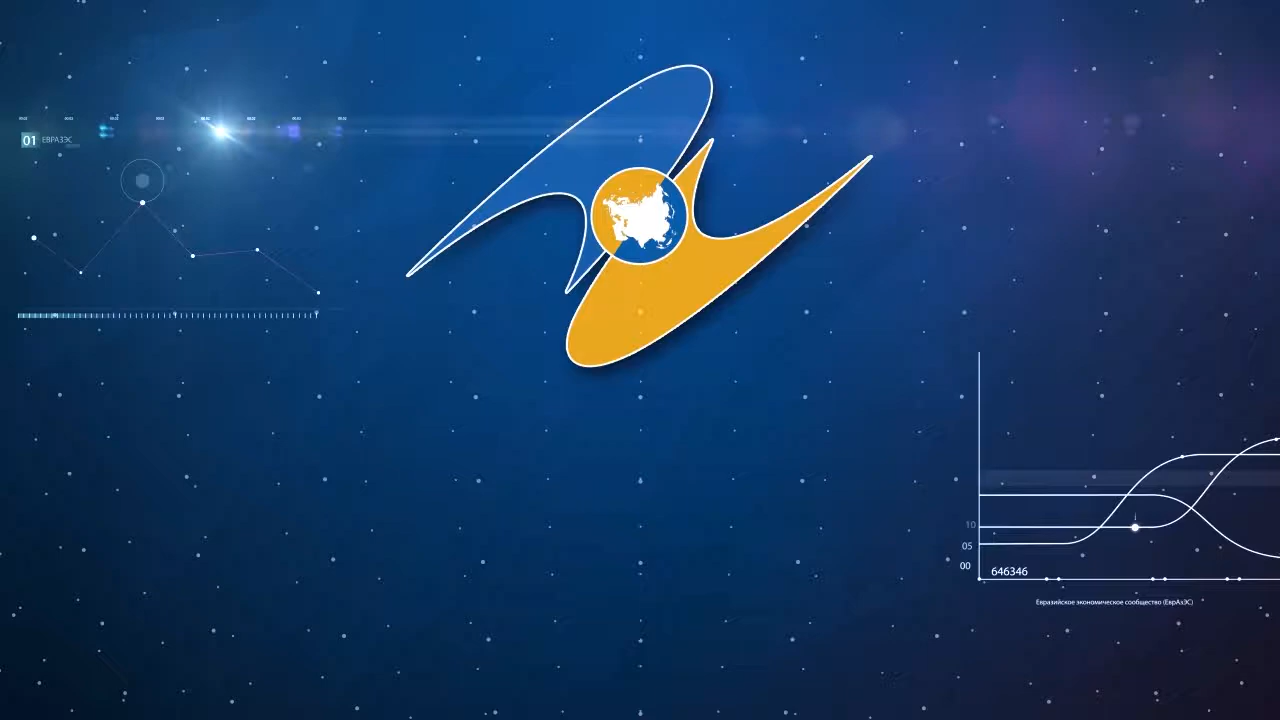 01 ЕВРАЗЭС
10
05
00
646346
Евразийское экономическое сообщество (ЕврАзЭС)